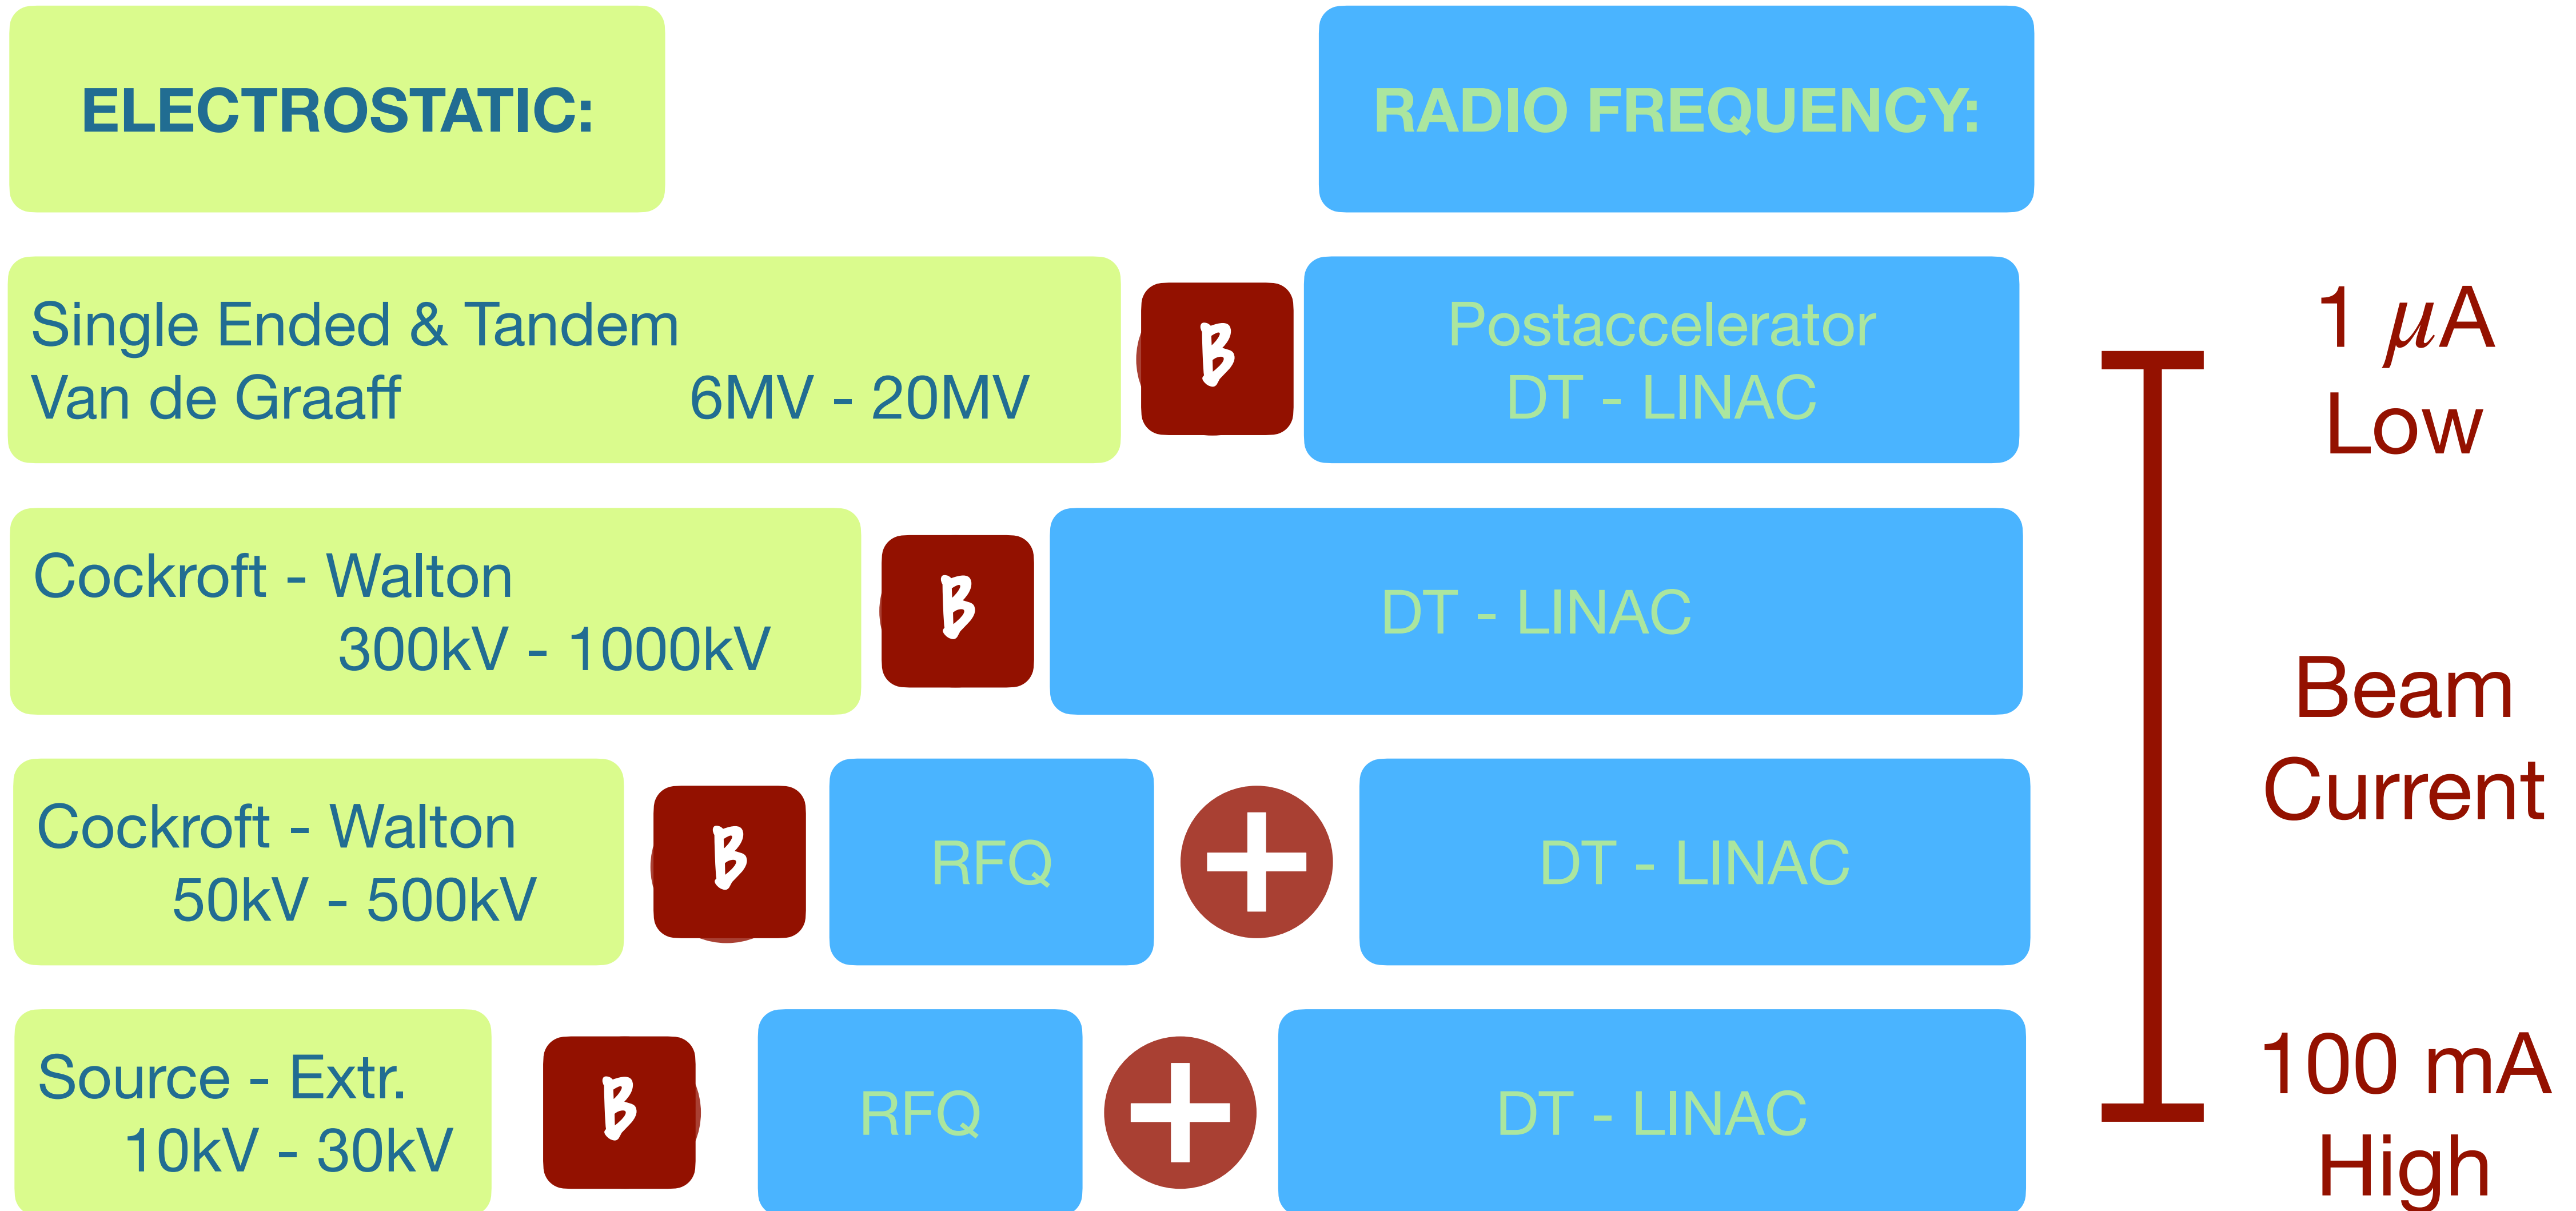 ELECTROSTATIC:
RADIO FREQUENCY:
Single Ended & Tandem
Van de Graaff 6MV - 20MV
B
Postaccelerator
DT - LINAC
1 μA
Low
Cockroft - Walton
300kV - 1000kV
B
DT - LINAC
Beam
Current
Cockroft - Walton
50kV - 500kV
B
RFQ
+
DT - LINAC
Source - Extr.
10kV - 30kV
B
RFQ
+
DT - LINAC
100 mA
High